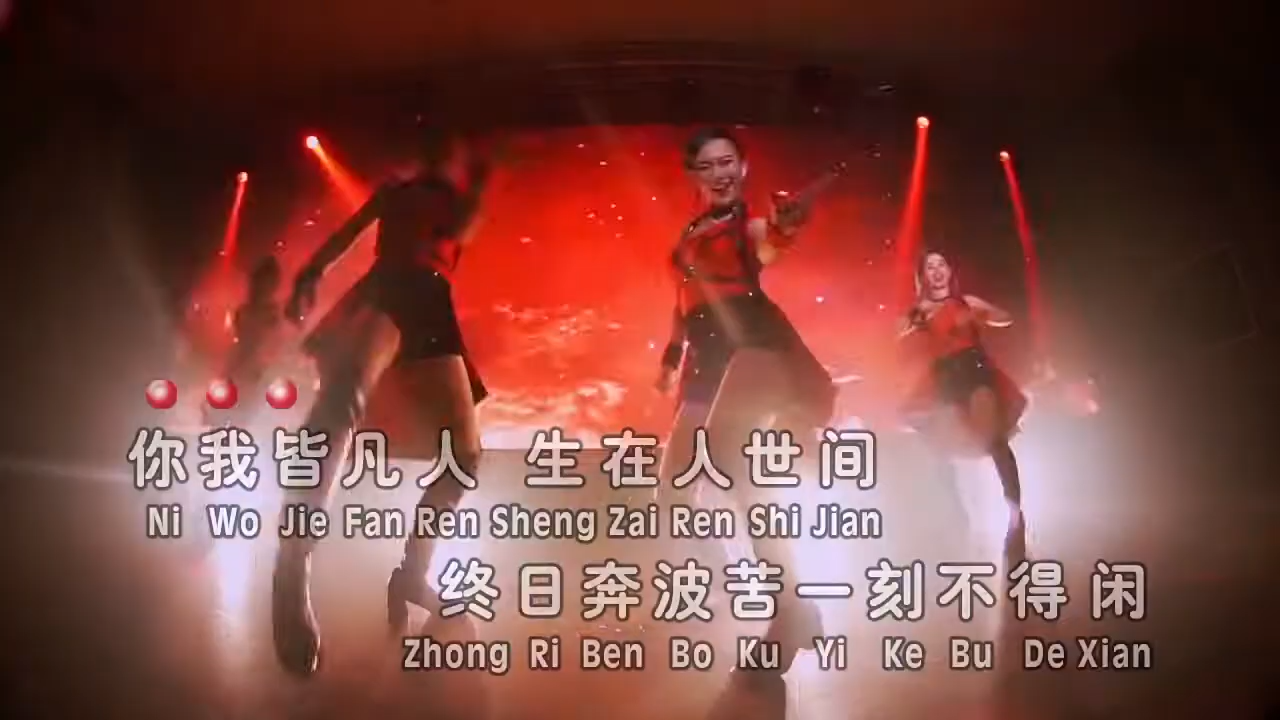 你我皆凡人 生在人世间
Ni Wo Jie Fan Ren Sheng Zai Ren Shi Jian
终日奔波苦一刻不得闲
Zhong Ri Ben Bo Ku Yi Ke Bu De Xian